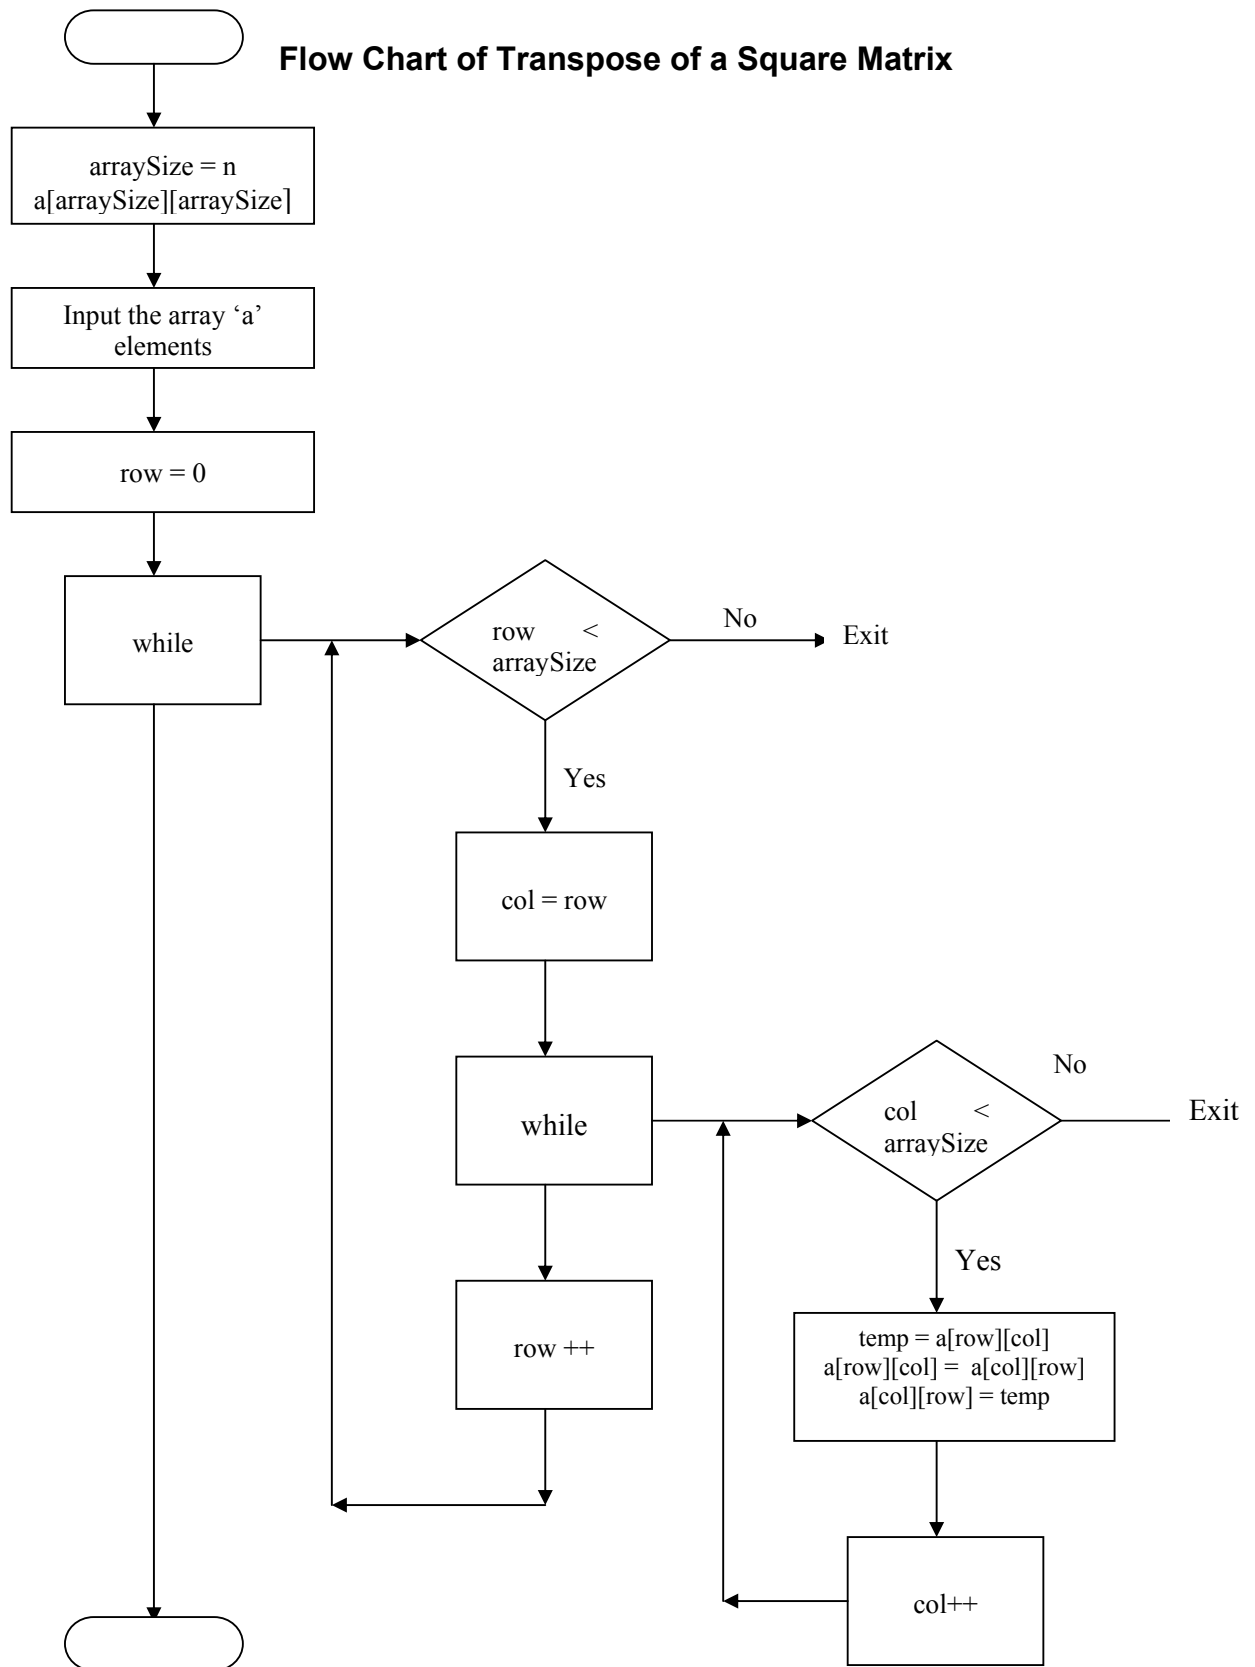 Flow Chart of Transpose of a Square Matrix
arraySize = n
a[arraySize][arraySize]
Input the array ‘a’
elements
row = 0
while
row <
arraySize
No
Exit
Yes
col = row
while
col <
arraySize
No
Exit
Yes
row ++
temp = a[row][col]
a[row][col] = a[col][row]
a[col][row] = temp
col++